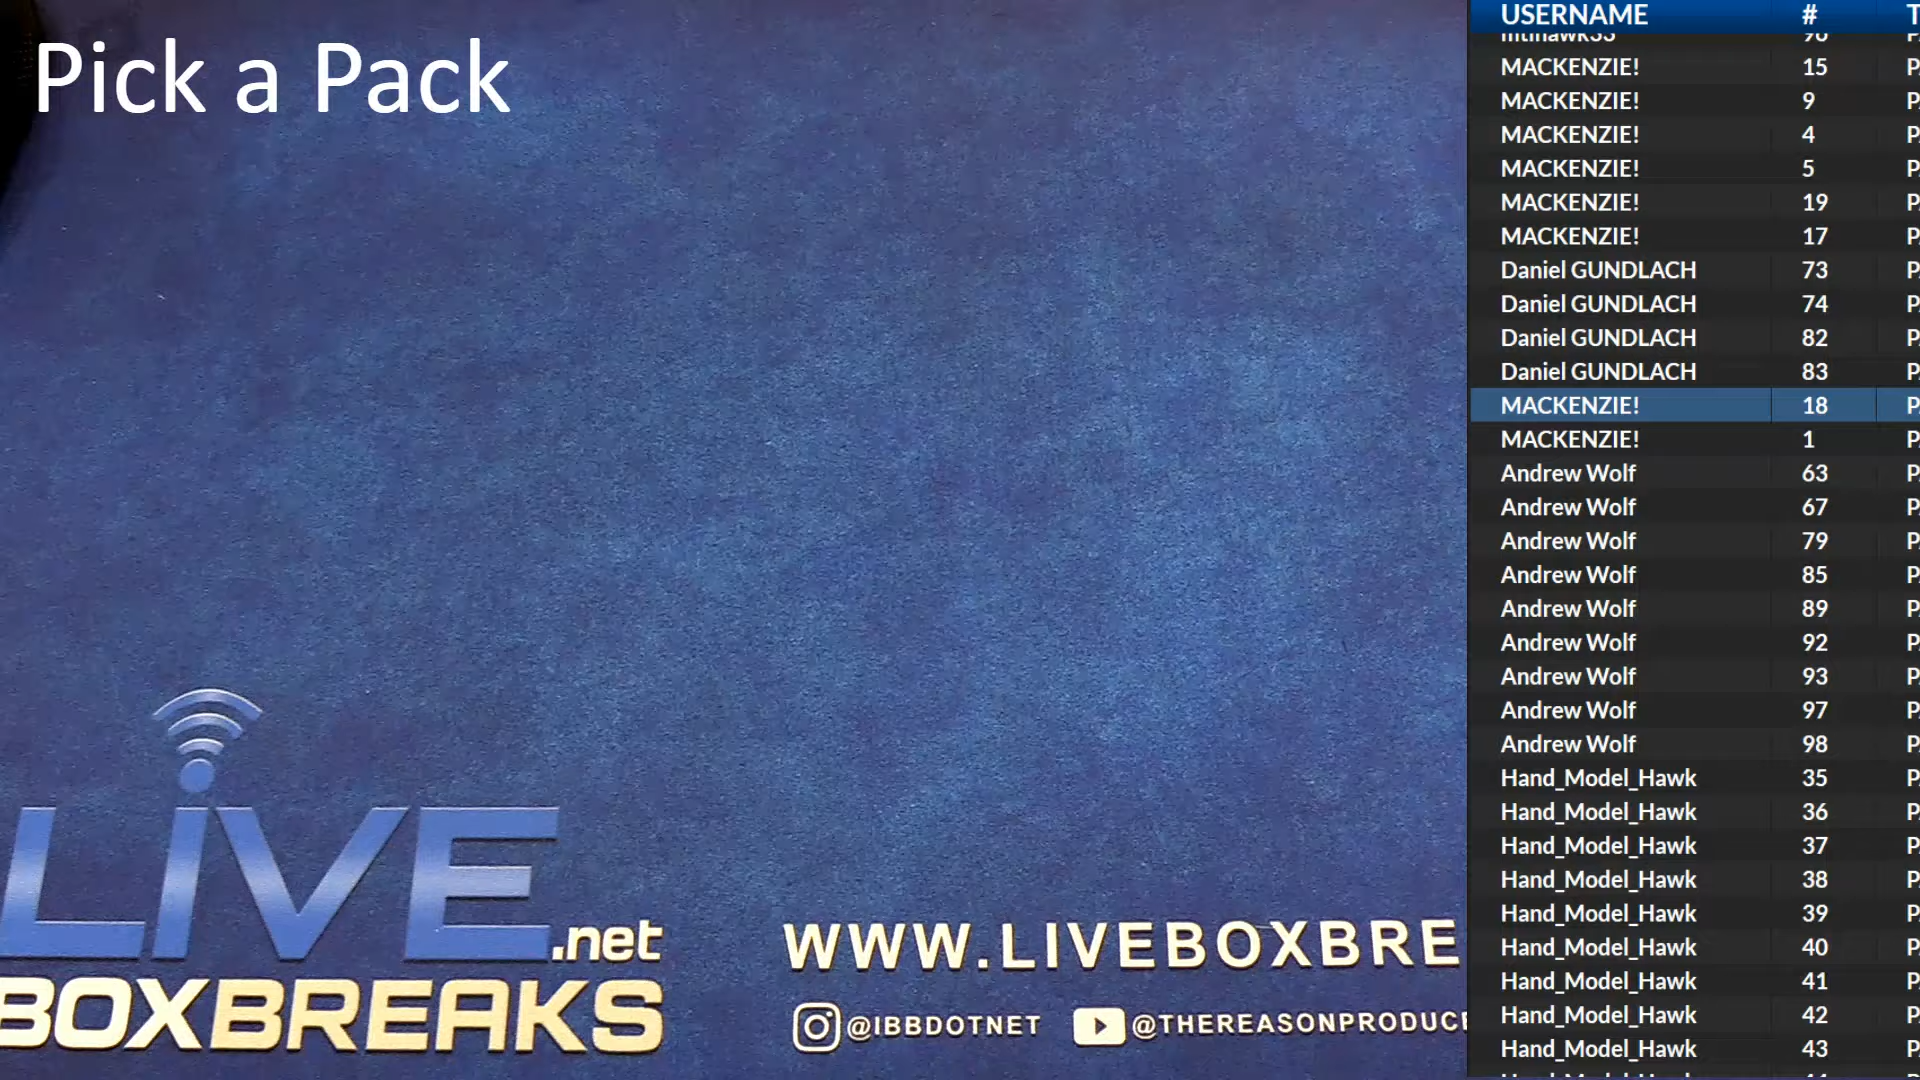 Pick a Pack
USERNAME # T
MACKENZIE! 15 P
MACKENZIE! 9 P
MACKENZIE! 4 P
MACKENZIE! 5 P
MACKENZIE! 19 P
MACKENZIE! 17 P
Daniel GUNDLACH 73 P
Daniel GUNDLACH 74 P
Daniel GUNDLACH 82 P
Daniel GUNDLACH 83 P
MACKENZIE! 18 P
MACKENZIE! 1 P
Andrew Wolf 63 P
Andrew Wolf 67 P
Andrew Wolf 79 P
Andrew Wolf 85 P
Andrew Wolf 89 P
Andrew Wolf 92 P
Andrew Wolf 93 P
Andrew Wolf 97 P
Andrew Wolf 98 P
Hand_Model_Hawk 35 P
Hand_Model_Hawk 36 P
Hand_Model_Hawk 37 P
Hand_Model_Hawk 38 P
Hand_Model_Hawk 39 P
Hand_Model_Hawk 40 P
Hand_Model_Hawk 41 P
Hand_Model_Hawk 42 P
Hand_Model_Hawk 43 P
LiVE.net
BOXBREAKS
WWW.LIVEBOXBRE
@IBBDOTNET @THEREASONPRODUC